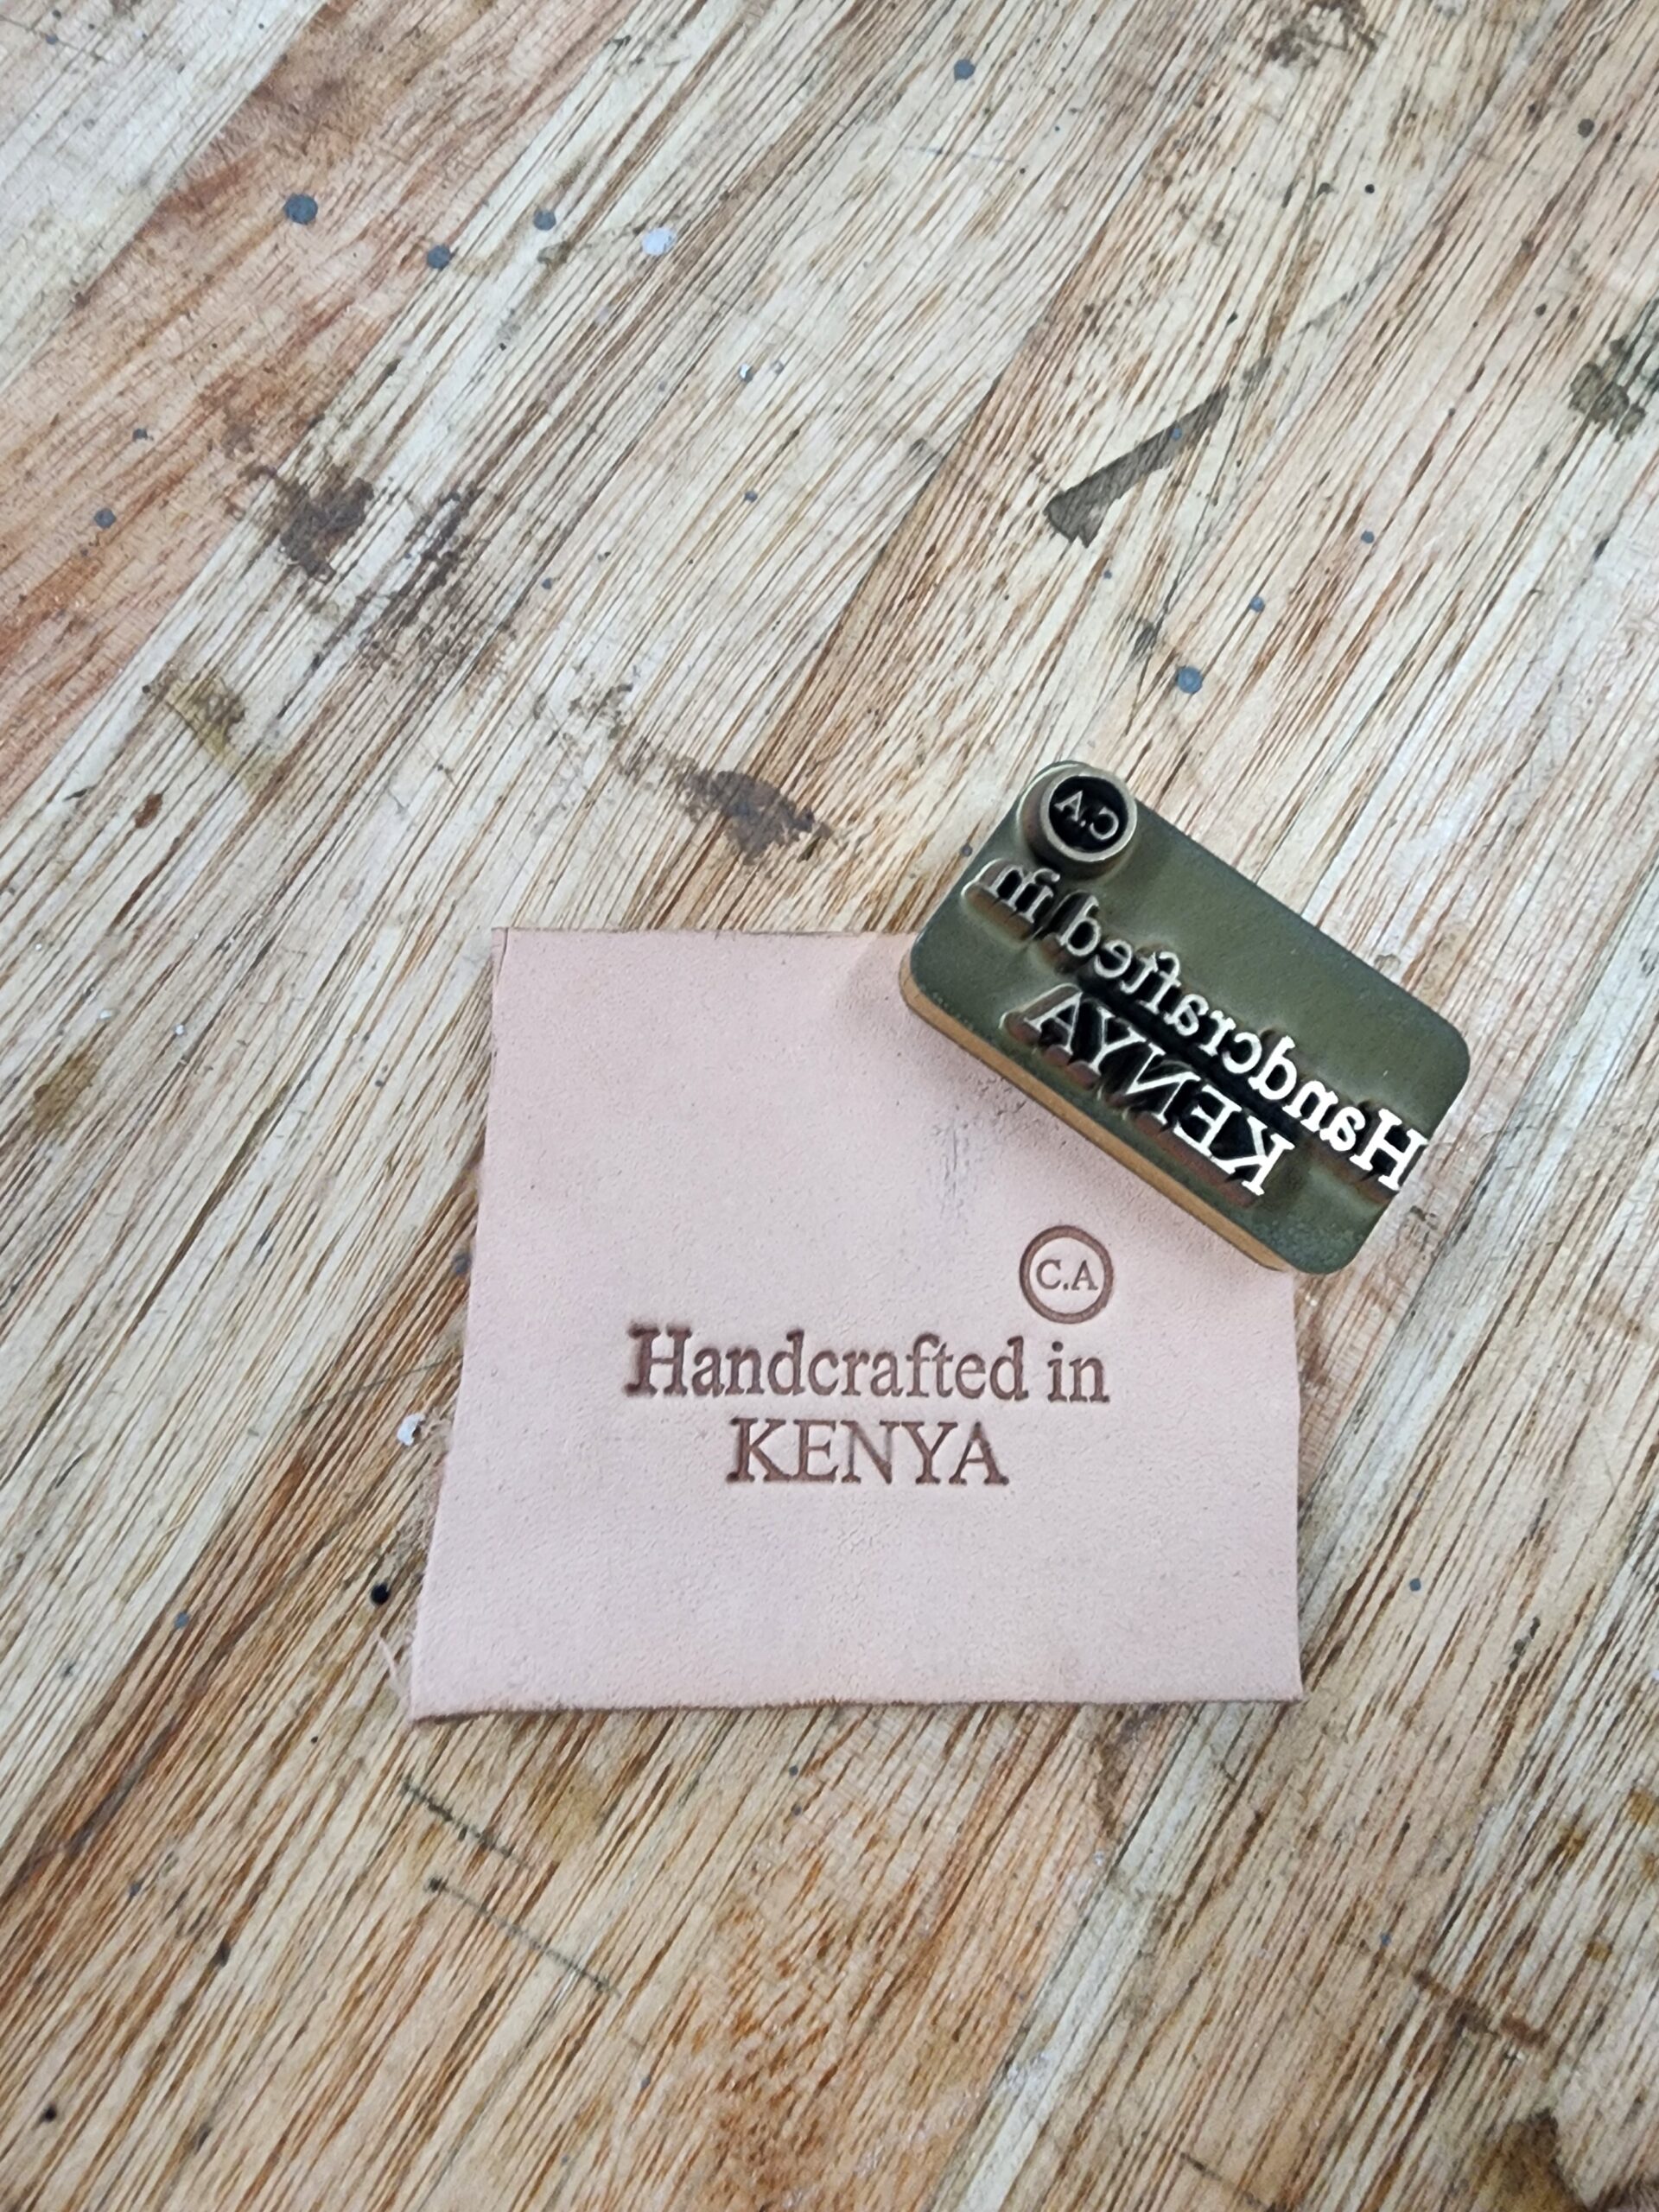 C.A
Handcrafted in
KENYA
C.A
Handcrafted in
KENYA